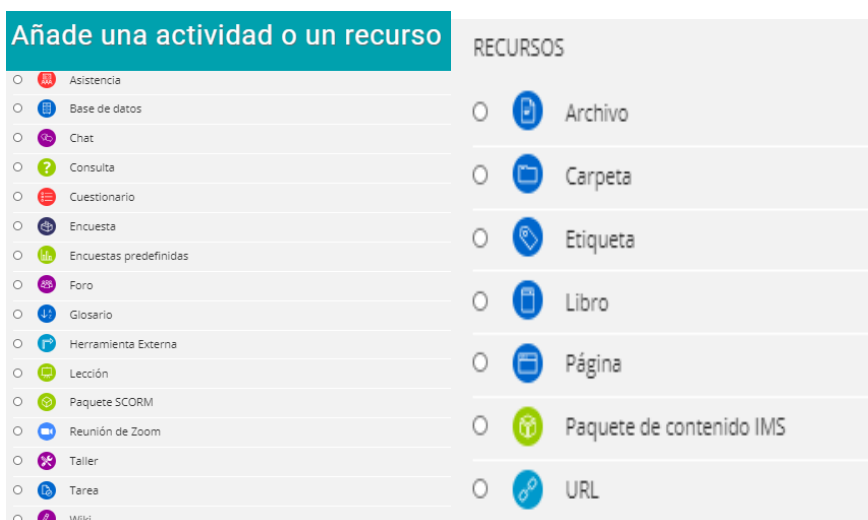 Añade una actividad o un recurso
Asistencia
Base de datos
Chat
Consulta
Cuestionario
Encuesta
Encuestas predefinidas
Foro
Glosario
Herramienta Externa
Lección
Paquete SCORM
Reunión de Zoom
Taller
Tarea
Wiki
RECURSOS
Archivo
Carpeta
Etiqueta
Libro
Página
Paquete de contenido IMS
URL